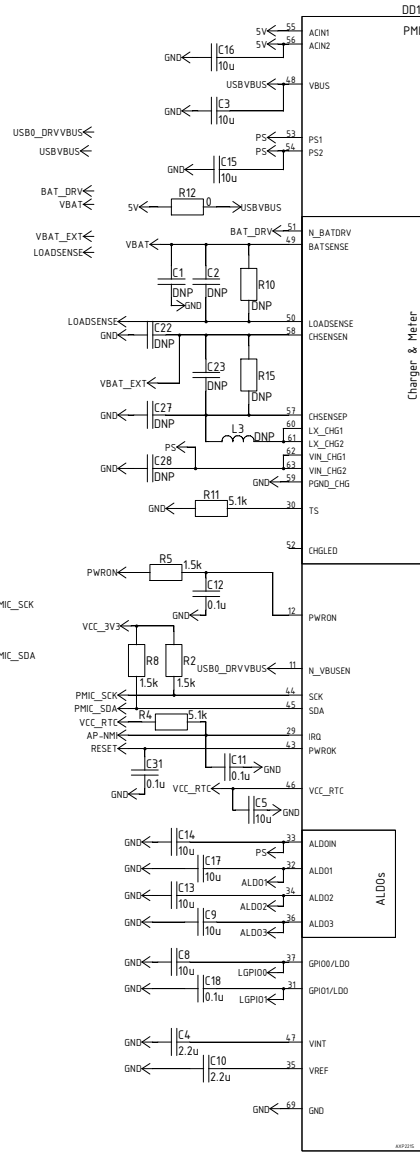 DD1
PMI
5V 55 ACIN1
5V 56 ACIN2
GND C16
10u
USBVBUS 48 VBUS
GND C3
10u
USB0_DRVVBUS
USBVBUS
PS 53 PS1
PS 54 PS2
GND C15
10u
BAT_DRV
VBAT
R12
5V 0 USBVBUS
VBAT_EXT
LOADSENSE
BAT_DRV 51 N_BATDRV
VBAT 49 BATSENSE
C1 C2 R10
DNP DNP DNP
GND
LOADSENSE 50 LOADSENSE
GND C22 58 CHSENSEN
DNP
C23 R15
DNP DNP
VBAT_EXT
GND C27 57 CHSENSEP
DNP
L3 DNP
60 LX_CHG1
61 LX_CHG2
PS 62 VIN_CHG1
GND C28 63 VIN_CHG2
DNP
GND 59 PGND_CHG
R11 5.1k
GND 30 TS
52 CHGLED
Charger & Meter
R5 1.5k
PWRON
C12
0.1u
GND 12 PWRON
MIC_SCK
VCC_3V3
MIC_SDA
R8 R2
1.5k 1.5k
USB0_DRVVBUS 11 N_VBUSEN
PMIC_SCK 44 SCK
PMIC_SDA 45 SDA
VCC_RTC R4 5.1k
AP-NMI 29 IRQ
RESET 43 PWROK
C31
0.1u
GND
C11 GND
0.1u
VCC_RTC 46 VCC_RTC
C5 GND
10u
GND C14 33 ALDOIN
10u PS
GND C17 32 ALDO1
10u ALDO1
GND C13 34 ALDO2
10u ALDO2
GND C9 36 ALDO3
10u ALDO3
ALDOs
GND C8 37 GPIO0/LDO
10u LGPIO0
GND C18 31 GPIO1/LDO
0.1u LGPIO1
GND C4 47 VINT
2.2u
GND C10 35 VREF
2.2u
GND 69 GND